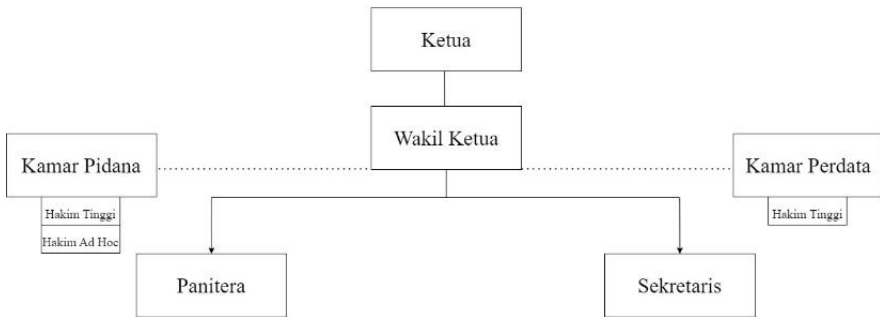 Ketua
Wakil Ketua
Kamar Pidana
Kamar Perdata
Hakim Tinggi
Hakim Ad Hoc
Hakim Tinggi
Panitera
Sekretaris